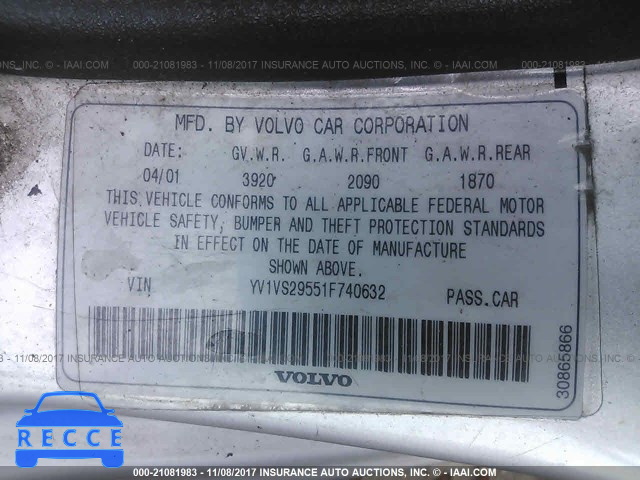 000-21081983 - 11/08/2017 - INSURANCE AUTO AUCTIONS, INC. - © - IAAI.COM
MFD. BY VOLVO CAR CORPORATION
DATE: GV.W.R. G.A.W.R.FRONT G.A.W.R.REAR
04/01 3920 2090 1870
THIS VEHICLE CONFORMS TO ALL APPLICABLE FEDERAL MOTOR
VEHICLE SAFETY, BUMPER AND THEFT PROTECTION STANDARDS
IN EFFECT ON THE DATE OF MANUFACTURE
SHOWN ABOVE.
VIN YV1VS29551F740632 PASS.CAR
30865866
VOLVO
RECCE
000-21081983 - 11/08/2017 - INSURANCE AUTO AUCTIONS, INC. - © - IAAI.COM